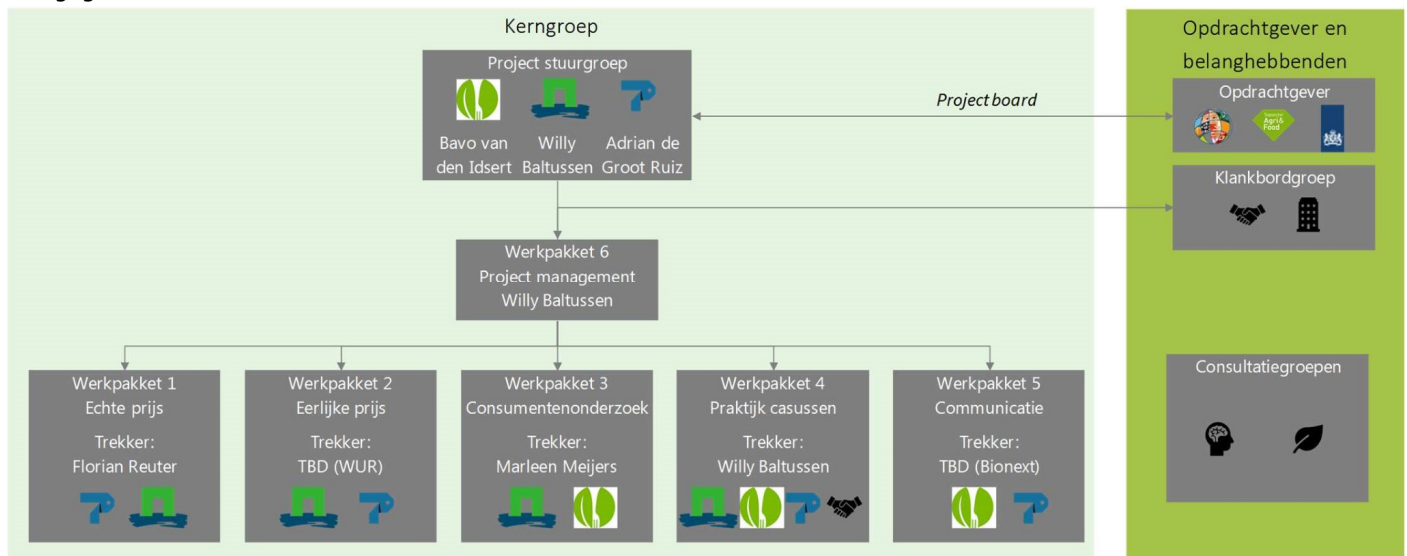 Kerngroep
Project stuurgroep
Bavo van
den Idsert
Willy
Baltussen
Adrian de
Groot Ruiz
Project board
Opdrachtgever en
belanghebbenden
Opdrachtgever
Agri&
Food
Klankbordgroep
Werkpakket 6
Project management
Willy Baltussen
Werkpakket 1
Echte prijs
Trekker:
Florian Reuter
Werkpakket 2
Eerlijke prijs
Trekker:
TBD (WUR)
Werkpakket 3
Consumentenonderzoek
Trekker:
Marleen Meijers
Werkpakket 4
Praktijk casussen
Trekker:
Willy Baltussen
Werkpakket 5
Communicatie
Trekker:
TBD (Bionext)
Consultatiegroepen